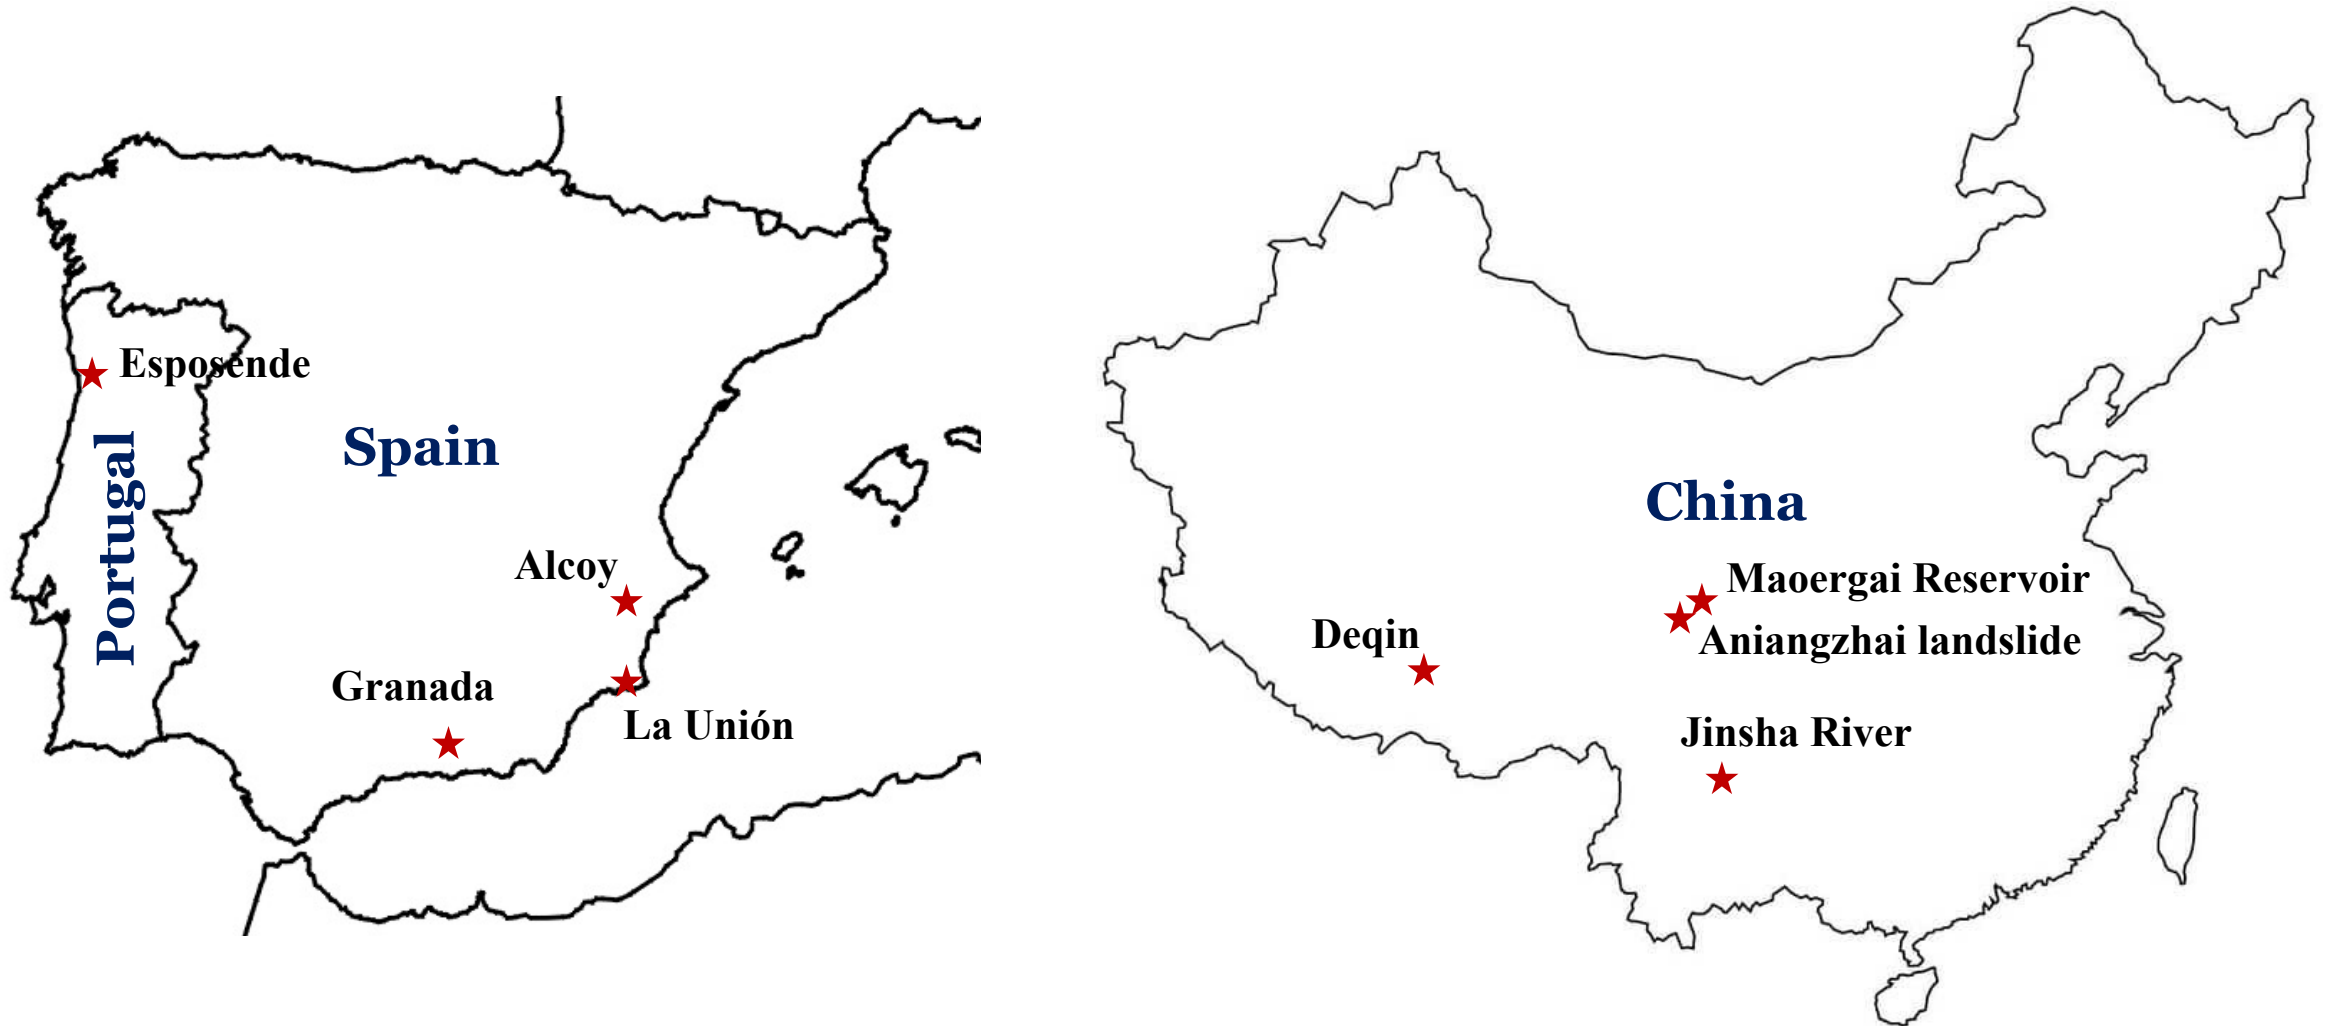 Esposende
Portugal
Spain
Alcoy
Granada
La Unión
China
Maoergai Reservoir
Aniangzhai landslide
Deqin
Jinsha River